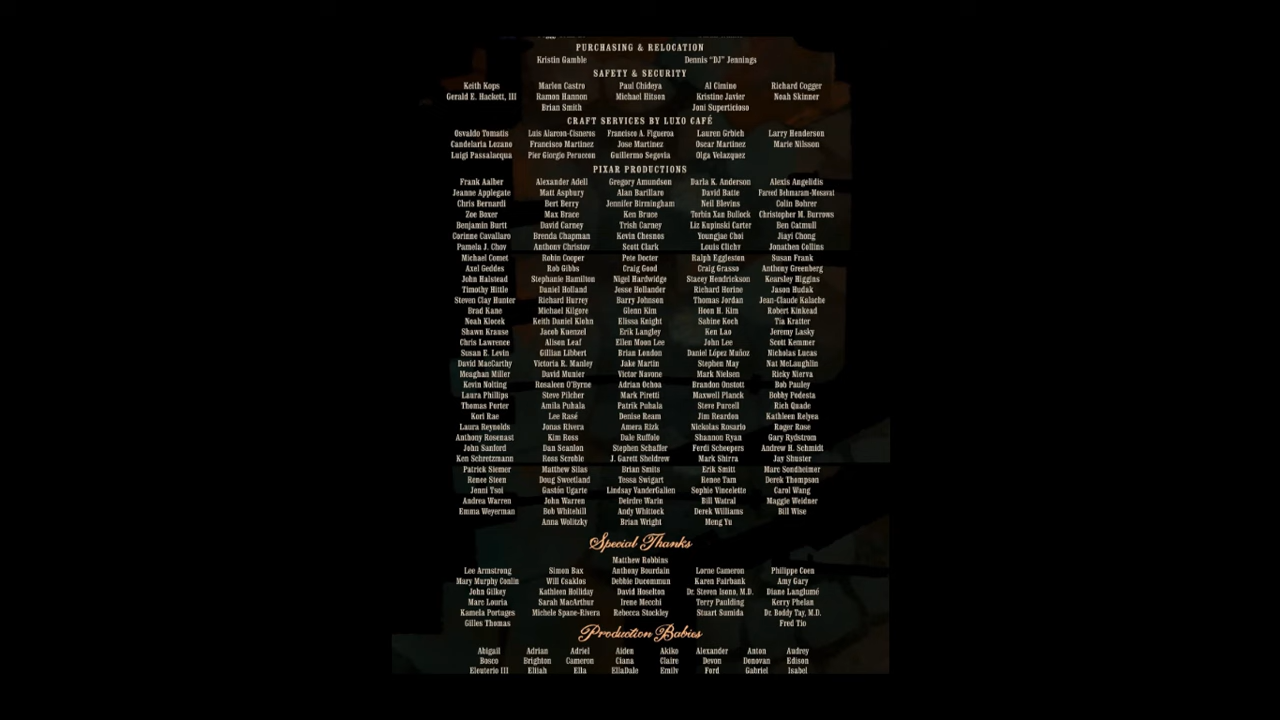 PURCHASING & RELOCATION
Kristin Gamble Dennis "DJ" Jennings
SAFETY & SECURITY
Keith Kops Marlen Castro Paul Chideya Al Cimino Richard Cogger
Gerald E. Hackett, III Ramon Hannon Michael Hitson Kristine Javier Noah Skinner
Brian Smith Joni Superticioso
CRAFT SERVICES BY LUXO CAFÉ
Osvaldo Tomatis Luis Alarcon-Cisneros Francisco A. Figueroa Lauren Grbich Larry Henderson
Candelaria Lezano Francisco Martinez Jose Martinez Oscar Martinez Marie Nilsson
Luigi Passalacqua Pier Giorgio Peruccon Guillermo Segovia Olga Velazquez
PIXAR PRODUCTIONS
Frank Aalber Alexander Adell Gregory Amundson Darla K. Anderson Alexis Angelidis
Jeanne Applegate Matt Aspbury Alan Barillaro David Batte Fareed Behmaram-Mosavat
Chris Bernardi Bert Berry Jennifer Birmingham Neil Blevins Colin Bohrer
Zoe Boxer Max Brace Ken Bruce Torbin Xan Bullock Christopher M. Burrows
Benjamin Burtt David Carney Trish Carney Liz Kupinski Carter Ben Catmull
Corinne Cavallaro Brenda Chapman Kevin Chesnos Youngjae Choi Jiayi Chong
Pamela J. Choy Anthony Christov Scott Clark Louis Clichy Jonathen Collins
Michael Comet Robin Cooper Pete Docter Ralph Eggleston Susan Frank
Axel Geddes Rob Gibbs Craig Good Craig Grasso Anthony Greenberg
John Halstead Stephanie Hamilton Nigel Hardwidge Stacey Hendrickson Kearsley Higgins
Timothy Hittle Daniel Holland Jesse Hollander Richard Horine Jason Hudak
Steven Clay Hunter Richard Hurrey Barry Johnson Thomas Jordan Jean-Claude Kalache
Brad Kane Michael Kilgore Glenn Kim Hoon H. Kim Robert Kinkead
Noah Klocek Keith Daniel Klohn Elissa Knight Sabine Koch Tia Kratter
Shawn Krause Jacob Kuenzel Erik Langley Ken Lao Jeremy Lasky
Chris Lawrence Alison Leaf Ellen Moon Lee John Lee Scott Kemmer
Susan E. Levin Gillian Libbert Brian London Daniel López Muñoz Nicholas Lucas
David MacCarthy Victoria R. Manley Jake Martin Stephen May Nat McLaughlin
Meaghan Miller David Munier Victor Navone Mark Nielson Ricky Nierva
Kevin Nolting Rosaleen O'Byrne Adrian Ochoa Brandon Onstott Bob Pauley
Laura Phillips Steve Pilcher Mark Piretti Maxwell Planck Bobby Podesta
Thomas Porter Amila Puhala Patrik Puhala Steve Purcell Rich Quade
Kori Rae Lee Rasé Denise Ream Jim Reardon Kathleen Relyea
Laura Reynolds Jonas Rivera Amera Rizk Nickolas Rosario Roger Rose
Anthony Rosenast Kim Ross Dale Ruffolo Shannon Ryan Gary Rydstrom
John Sanford Dan Scanlon Stephen Schaffer Ferdi Scheepers Andrew H. Schmidt
Ken Schretzmann Ross Scroble J. Garett Sheldrew Mark Shirra Jay Shuster
Patrick Siemer Matthew Silas Brian Smits Erik Smitt Marc Sondheimer
Renee Steen Doug Sweetland Tessa Swigart Renee Tam Derek Thompson
Jenni Tsoi Gastón Ugarte Lindsay VanderGalien Sophie Vincelette Carol Wang
Andrea Warren John Warren Deirdre Warin Bill Watral Maggie Weidner
Emma Weyerman Bob Whitehill Andy Whittock Derek Williams Bill Wise
Anna Wolitzky Brian Wright Meng Yu
Special Thanks
Matthew Robbins
Lee Armstrong Simon Bax Anthony Bourdain Lorne Cameron Philippe Coen
Mary Murphy Conlin Will Csaklos Debbie Ducommun Karen Fairbank Amy Gary
John Gilkey Kathleen Holliday David Hoselton Dr. Steven Isono, M.D. Diane Langlumé
Marc Louria Sarah MacArthur Irene Mecchi Terry Paulding Kerry Phelan
Kamela Portages Michele Spane-Rivera Rebecca Stockley Stuart Sumida Dr. Boddy Tay, M.D.
Gilles Thomas Fred Tio
Production Babies
Abigail Adrian Adriel Aiden Akiko Alexander Anton Audrey
Bosco Brighton Cameron Ciana Claire Devon Donovan Edison
Eleuterio III Elijah Ella EllaDale Emily Ford Gabriel Isabel